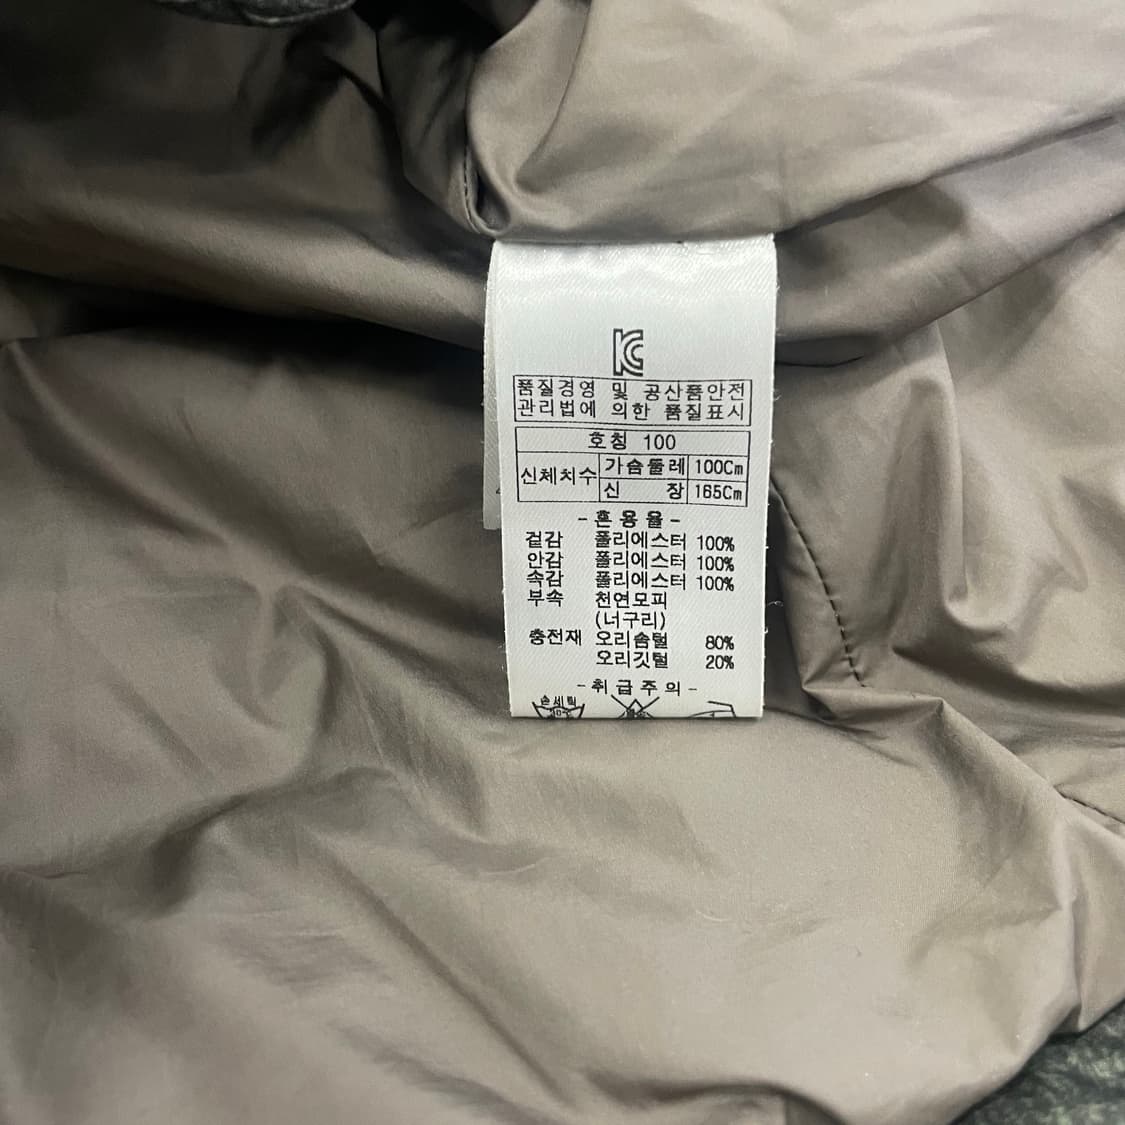 KC
품질경영 및 공산품안전
관리법에 의한 품질표시
호칭 100
신체치수 가슴둘레 100Cm
신 장 165Cm
-혼용율-
겉감 폴리에스터 100%
안감 폴리에스터 100%
속감 폴리에스터 100%
부속 천연모피
(너구리)
충전재 오리솜털 80%
오리깃털 20%
-취급주의-
손세탁